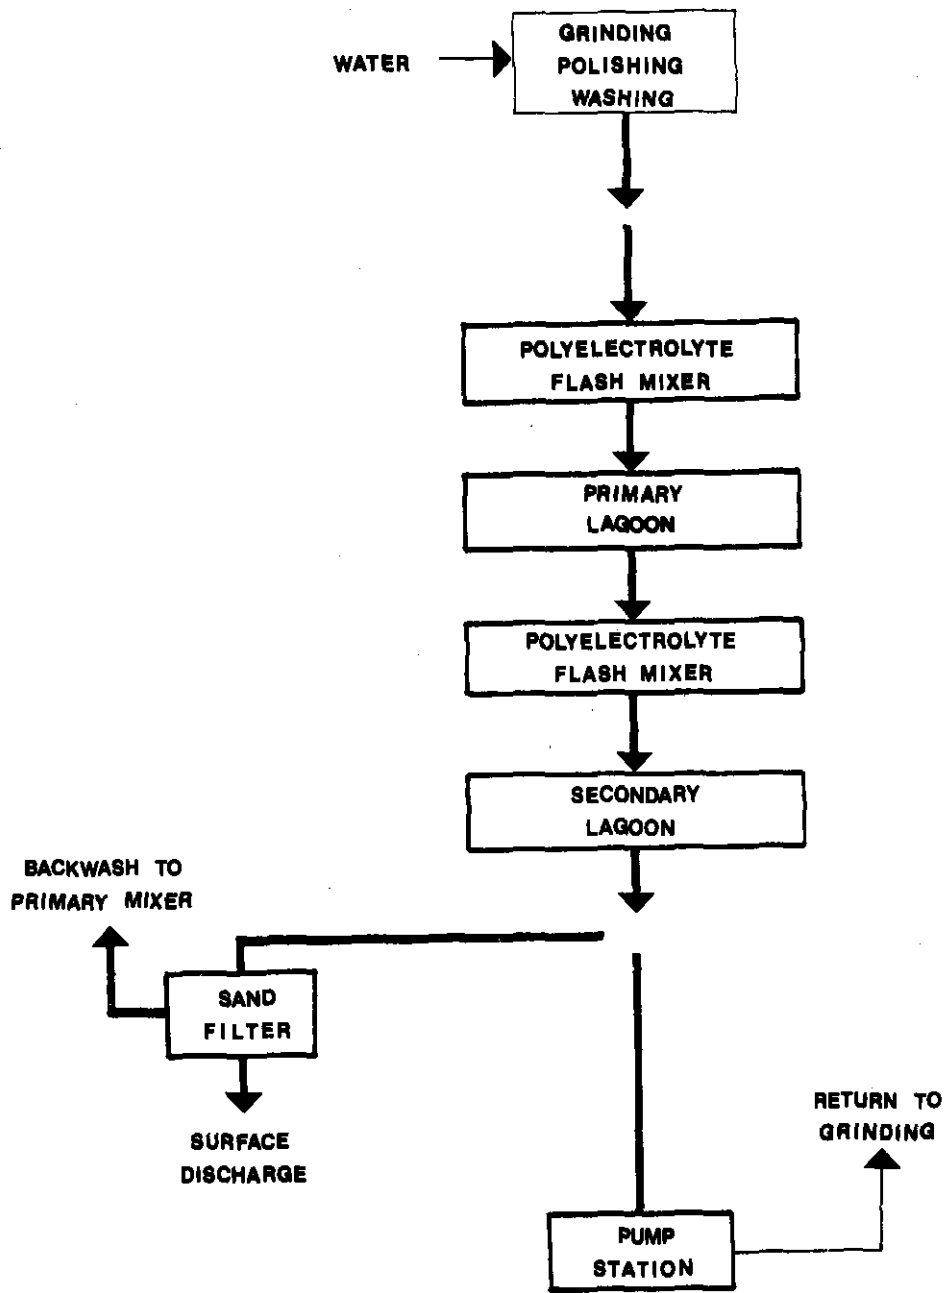 GRINDING
POLISHING
WASHING
WATER
POLYELECTROLYTE
FLASH MIXER
PRIMARY
LAGOON
POLYELECTROLYTE
FLASH MIXER
SECONDARY
LAGOON
BACKWASH TO
PRIMARY MIXER
SAND
FILTER
SURFACE
DISCHARGE
RETURN TO
GRINDING
PUMP
STATION